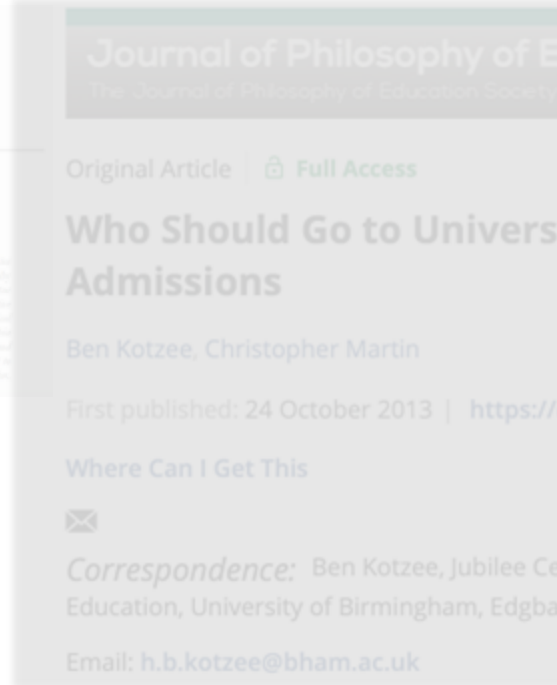 Journal of Philosophy of E
The Journal of Philosophy of Education Society
Original Article
Full Access
Who Should Go to Univers
Admissions
Ben Kotzee, Christopher Martin
First published: 24 October 2013 | https://
Where Can I Get This
Correspondence: Ben Kotzee, Jubilee Ce
Education, University of Birmingham, Edgba
Email: h.b.kotzee@bham.ac.uk